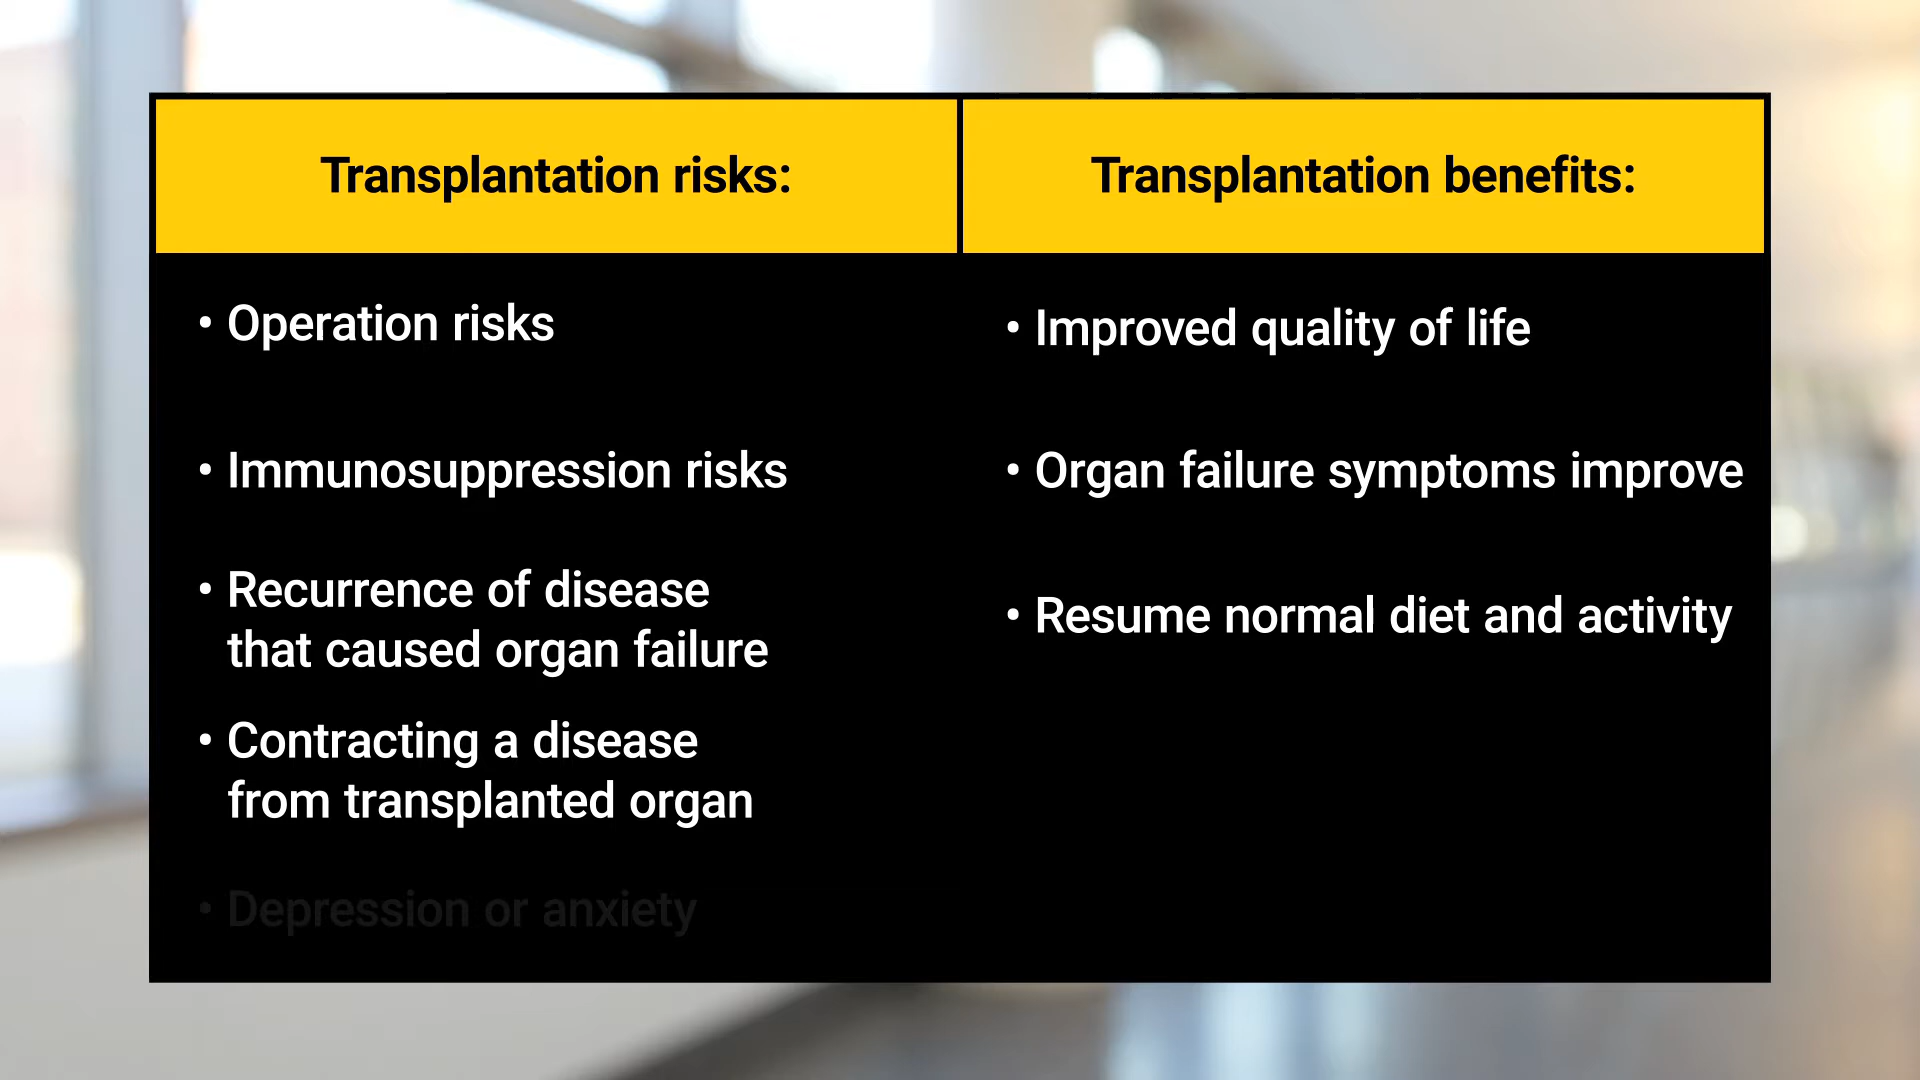 Transplantation risks:
• Operation risks
• Immunosuppression risks
• Recurrence of disease
that caused organ failure
• Contracting a disease
from transplanted organ
• Depression or anxiety
Transplantation benefits:
• Improved quality of life
• Organ failure symptoms improve
• Resume normal diet and activity